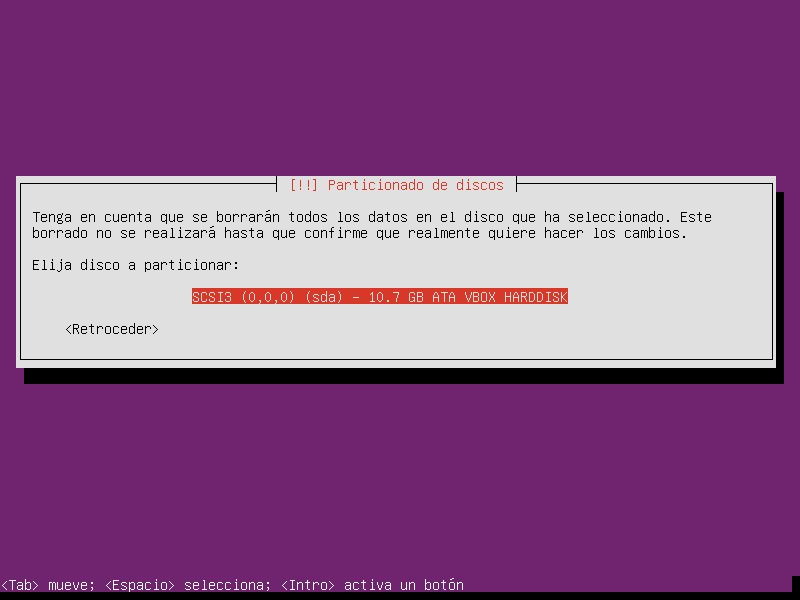 [!!] Particionado de discos
Tenga en cuenta que se borrarán todos los datos en el disco que ha seleccionado. Este
borrado no se realizará hasta que confirme que realmente quiere hacer los cambios.
Elija disco a particionar:
SCSI3 (0,0,0) (sda) - 10.7 GB ATA VBOX HARDDISK
<Retroceder>
<Tab> mueve; <Espacio> selecciona; <Intro> activa un botón